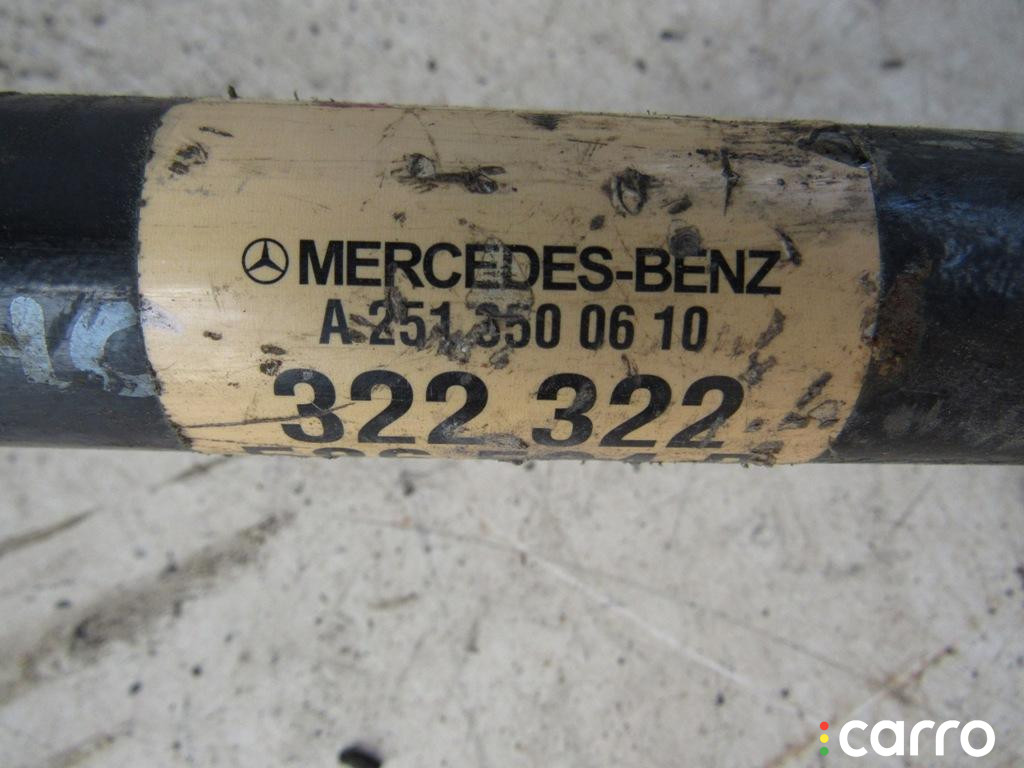 MERCEDES-BENZ
A 251 350 06 10
322 322
carro